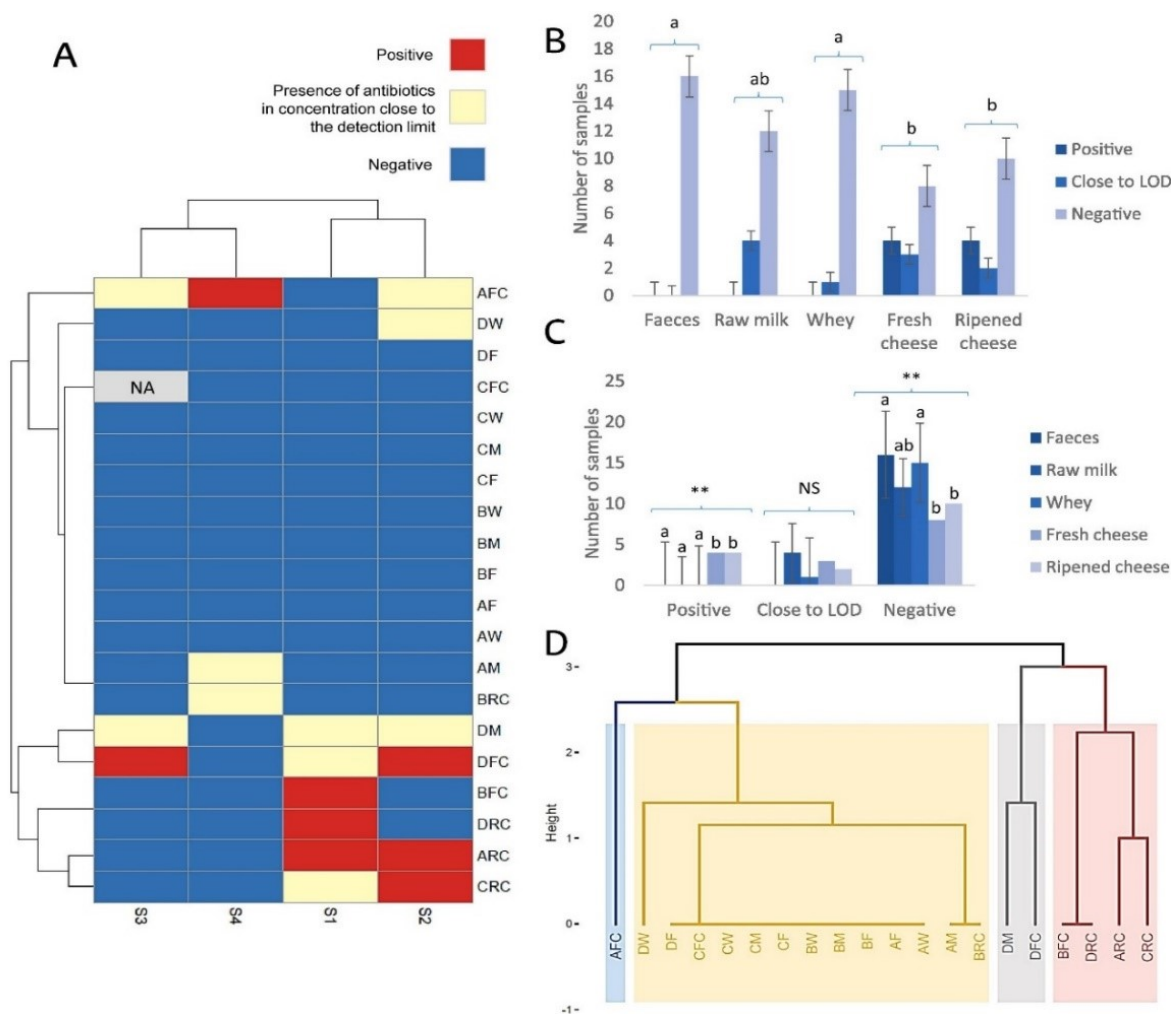 A
Positive
Presence of antibiotics
in concentration close to
the detection limit
Negative
AFC
DW
DF
NA
CFC
CW
CM
CF
BW
BM
BF
AF
AW
AM
BRC
DM
DFC
BFC
DRC
ARC
CRC
S3 S4 S1 S2
B
Number of samples
20
18
16
14
12
10
8
6
4
2
0
a
ab
a
b
b
Faeces Raw milk Whey Fresh cheese Ripened cheese
Positive
Close to LOD
Negative
C
Number of samples
25
20
15
10
5
0
**
a a a b b
NS
**
a ab a b b
Positive Close to LOD Negative
Faeces
Raw milk
Whey
Fresh cheese
Ripened cheese
D
Height
3
2
1
0
-1
AFC DW DF CFC CW CM CF BW BM BF AF AW AM BRC DM DFC BFC DRC ARC CRC